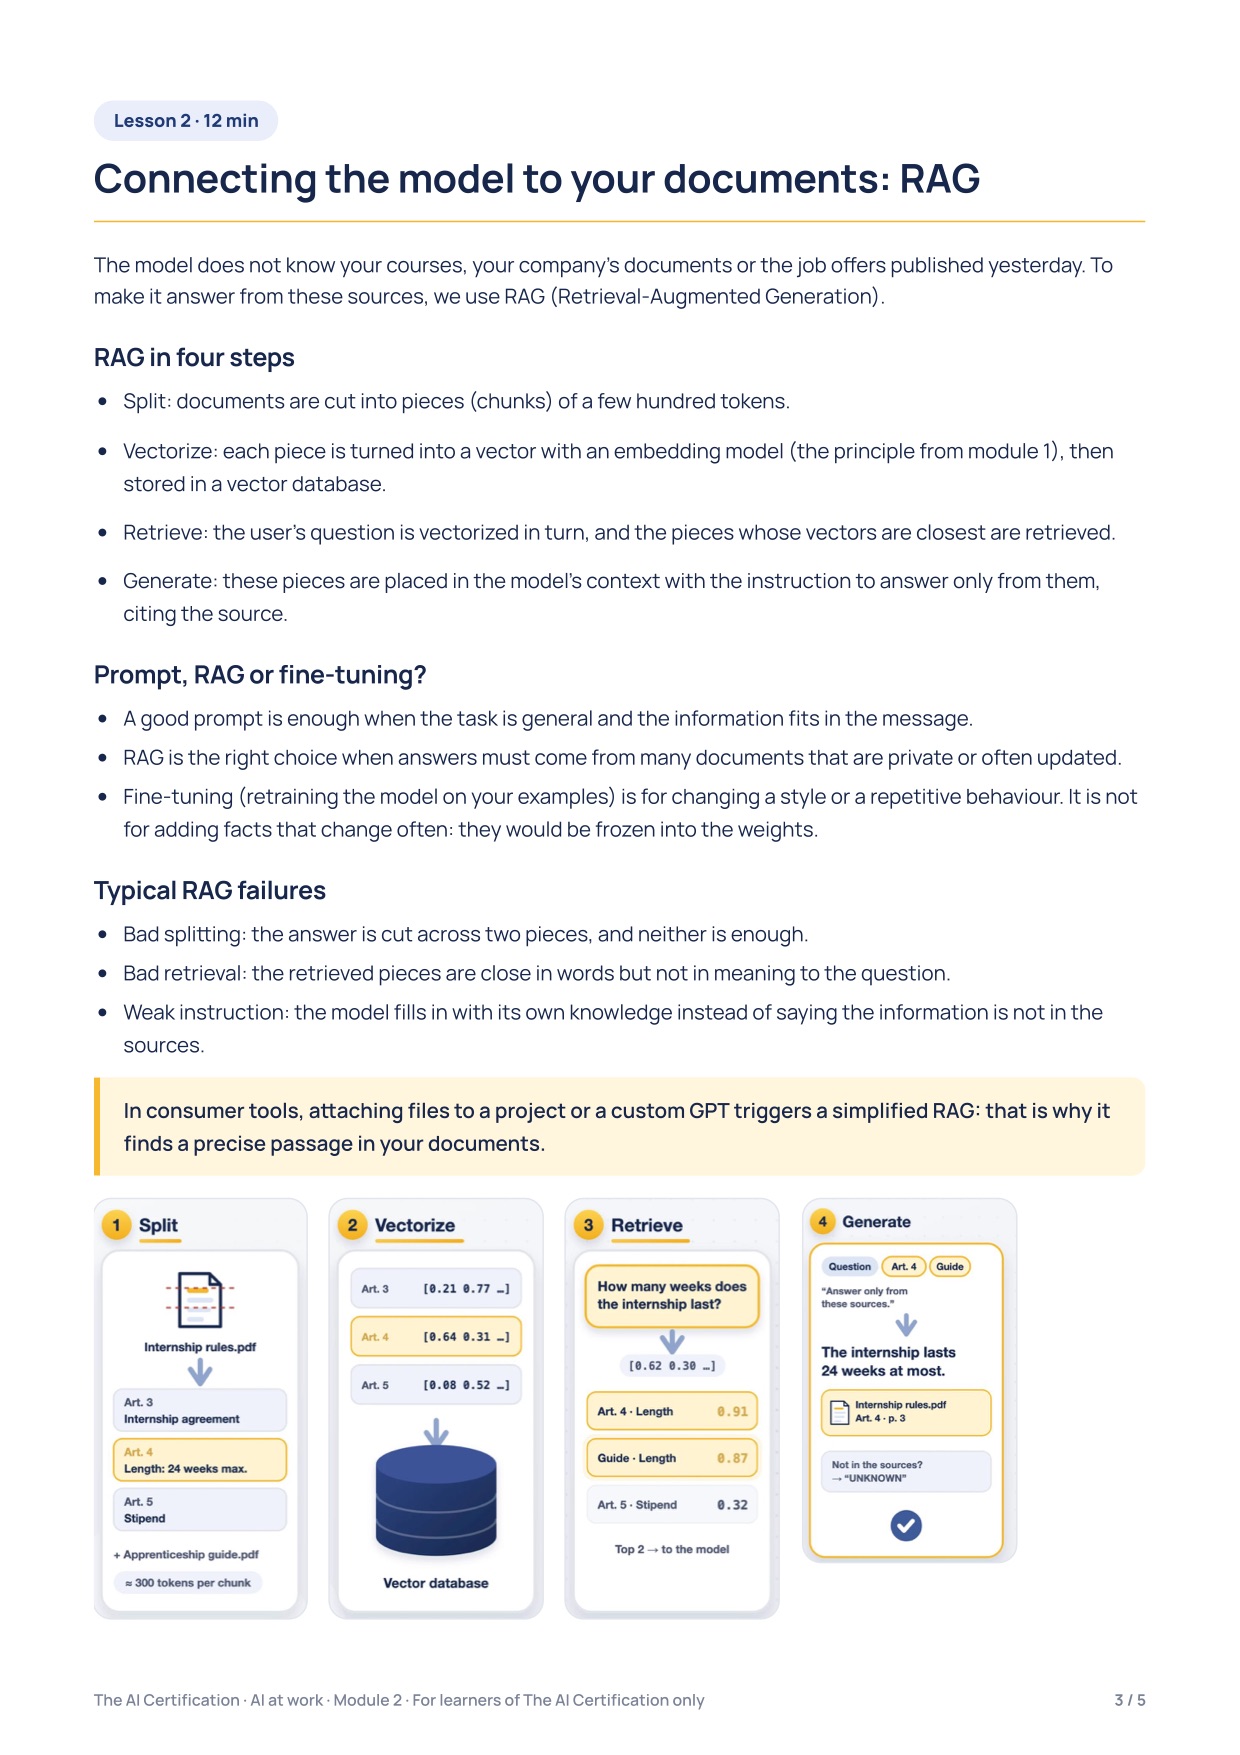 Lesson 2 · 12 min
Connecting the model to your documents: RAG
The model does not know your courses, your company's documents or the job offers published yesterday. To
make it answer from these sources, we use RAG (Retrieval-Augmented Generation).
RAG in four steps
• Split: documents are cut into pieces (chunks) of a few hundred tokens.
• Vectorize: each piece is turned into a vector with an embedding model (the principle from module 1), then
stored in a vector database.
• Retrieve: the user's question is vectorized in turn, and the pieces whose vectors are closest are retrieved.
• Generate: these pieces are placed in the model's context with the instruction to answer only from them,
citing the source.
Prompt, RAG or fine-tuning?
• A good prompt is enough when the task is general and the information fits in the message.
• RAG is the right choice when answers must come from many documents that are private or often updated.
• Fine-tuning (retraining the model on your examples) is for changing a style or a repetitive behaviour. It is not
for adding facts that change often: they would be frozen into the weights.
Typical RAG failures
• Bad splitting: the answer is cut across two pieces, and neither is enough.
• Bad retrieval: the retrieved pieces are close in words but not in meaning to the question.
• Weak instruction: the model fills in with its own knowledge instead of saying the information is not in the
sources.
In consumer tools, attaching files to a project or a custom GPT triggers a simplified RAG: that is why it
finds a precise passage in your documents.
1 Split
Internship rules.pdf
Art. 3
Internship agreement
Art. 4
Length: 24 weeks max.
Art. 5
Stipend
+ Apprenticeship guide.pdf
≈ 300 tokens per chunk
2 Vectorize
Art. 3 [0.21 0.77 …]
Art. 4 [0.64 0.31 …]
Art. 5 [0.08 0.52 …]
Vector database
3 Retrieve
How many weeks does
the internship last?
[0.62 0.30 …]
Art. 4 · Length 0.91
Guide · Length 0.87
Art. 5 · Stipend 0.32
Top 2 → to the model
4 Generate
Question Art. 4 Guide
“Answer only from
these sources.”
The internship lasts
24 weeks at most.
Internship rules.pdf
Art. 4 · p. 3
Not in the sources?
→ “UNKNOWN”
The AI Certification · AI at work · Module 2 · For learners of The AI Certification only
3 / 5